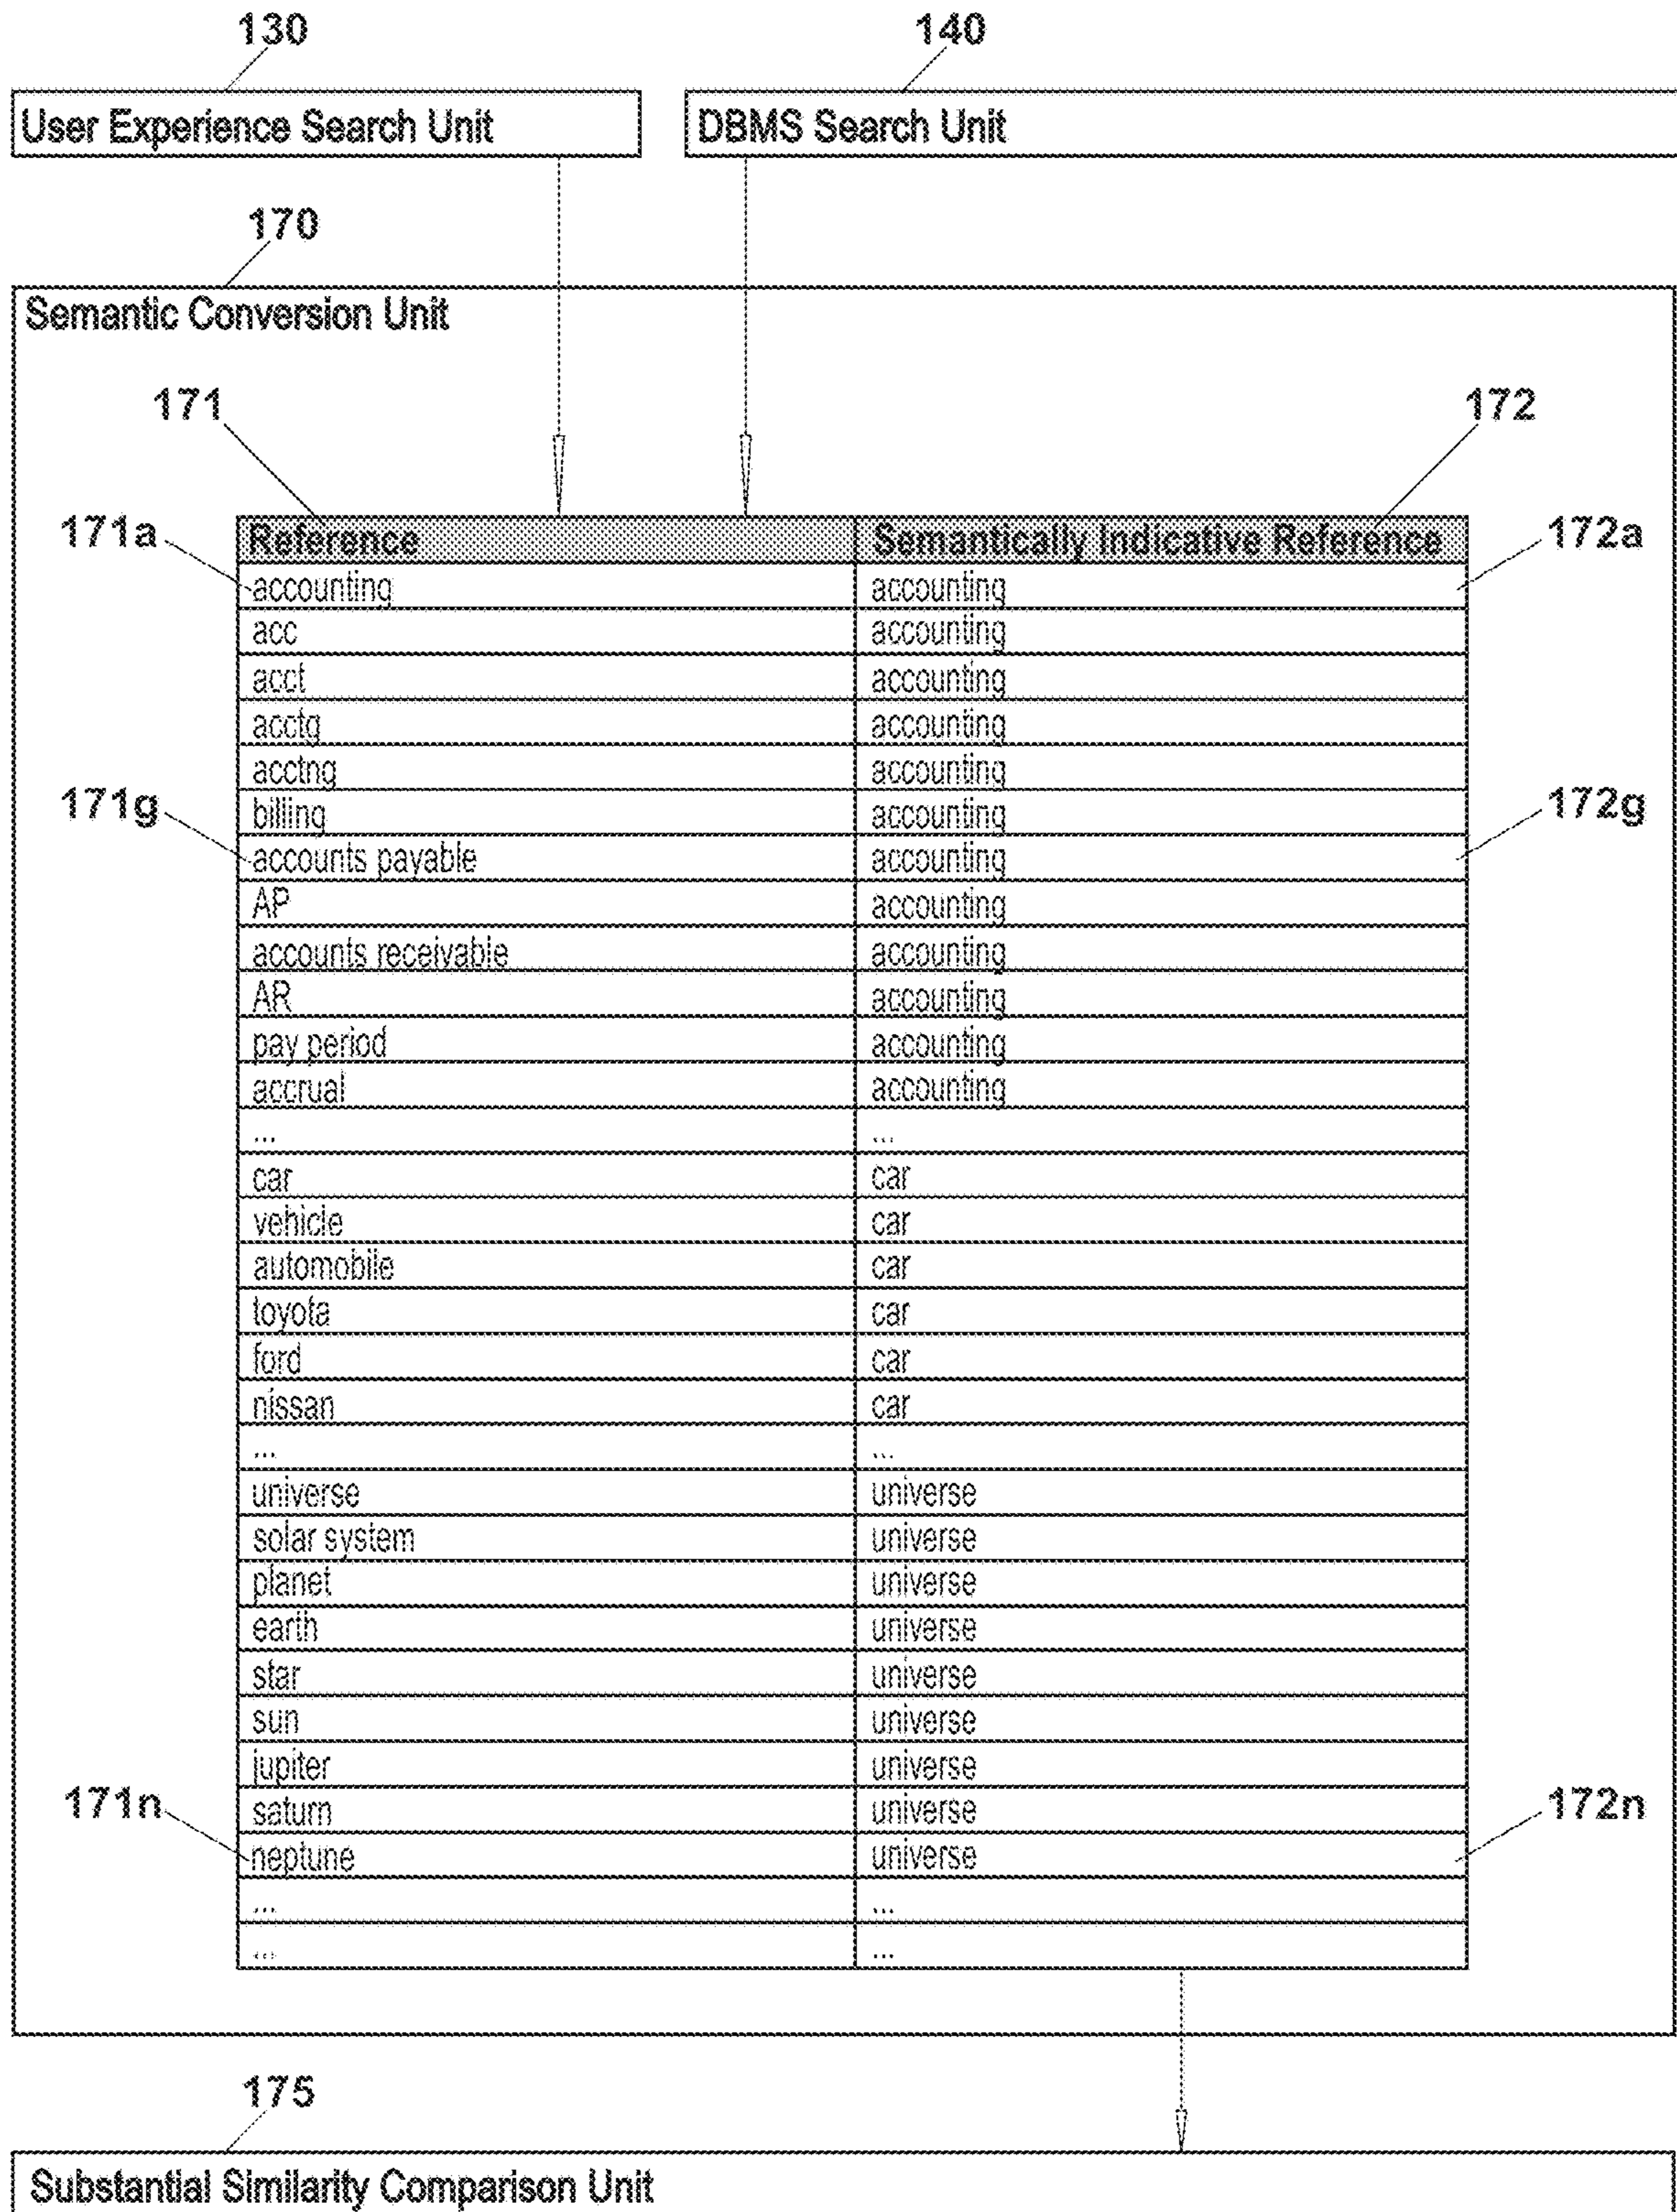 130 140
User Experience Search Unit DBMS Search Unit
170
Semantic Conversion Unit
171 172
171a Reference Semantically Indicative Reference 172a
accounting accounting
acc accounting
acct accounting
acctg accounting
acctng accounting
171g billing accounting 172g
accounts payable accounting
AP accounting
accounts receivable accounting
AR accounting
pay period accounting
accrual accounting
... ...
car car
vehicle car
automobile car
toyota car
ford car
nissan car
... ...
universe universe
solar system universe
planet universe
earth universe
star universe
sun universe
jupiter universe
171n saturn universe 172n
neptune universe
... ...
... ...
175
Substantial Similarity Comparison Unit